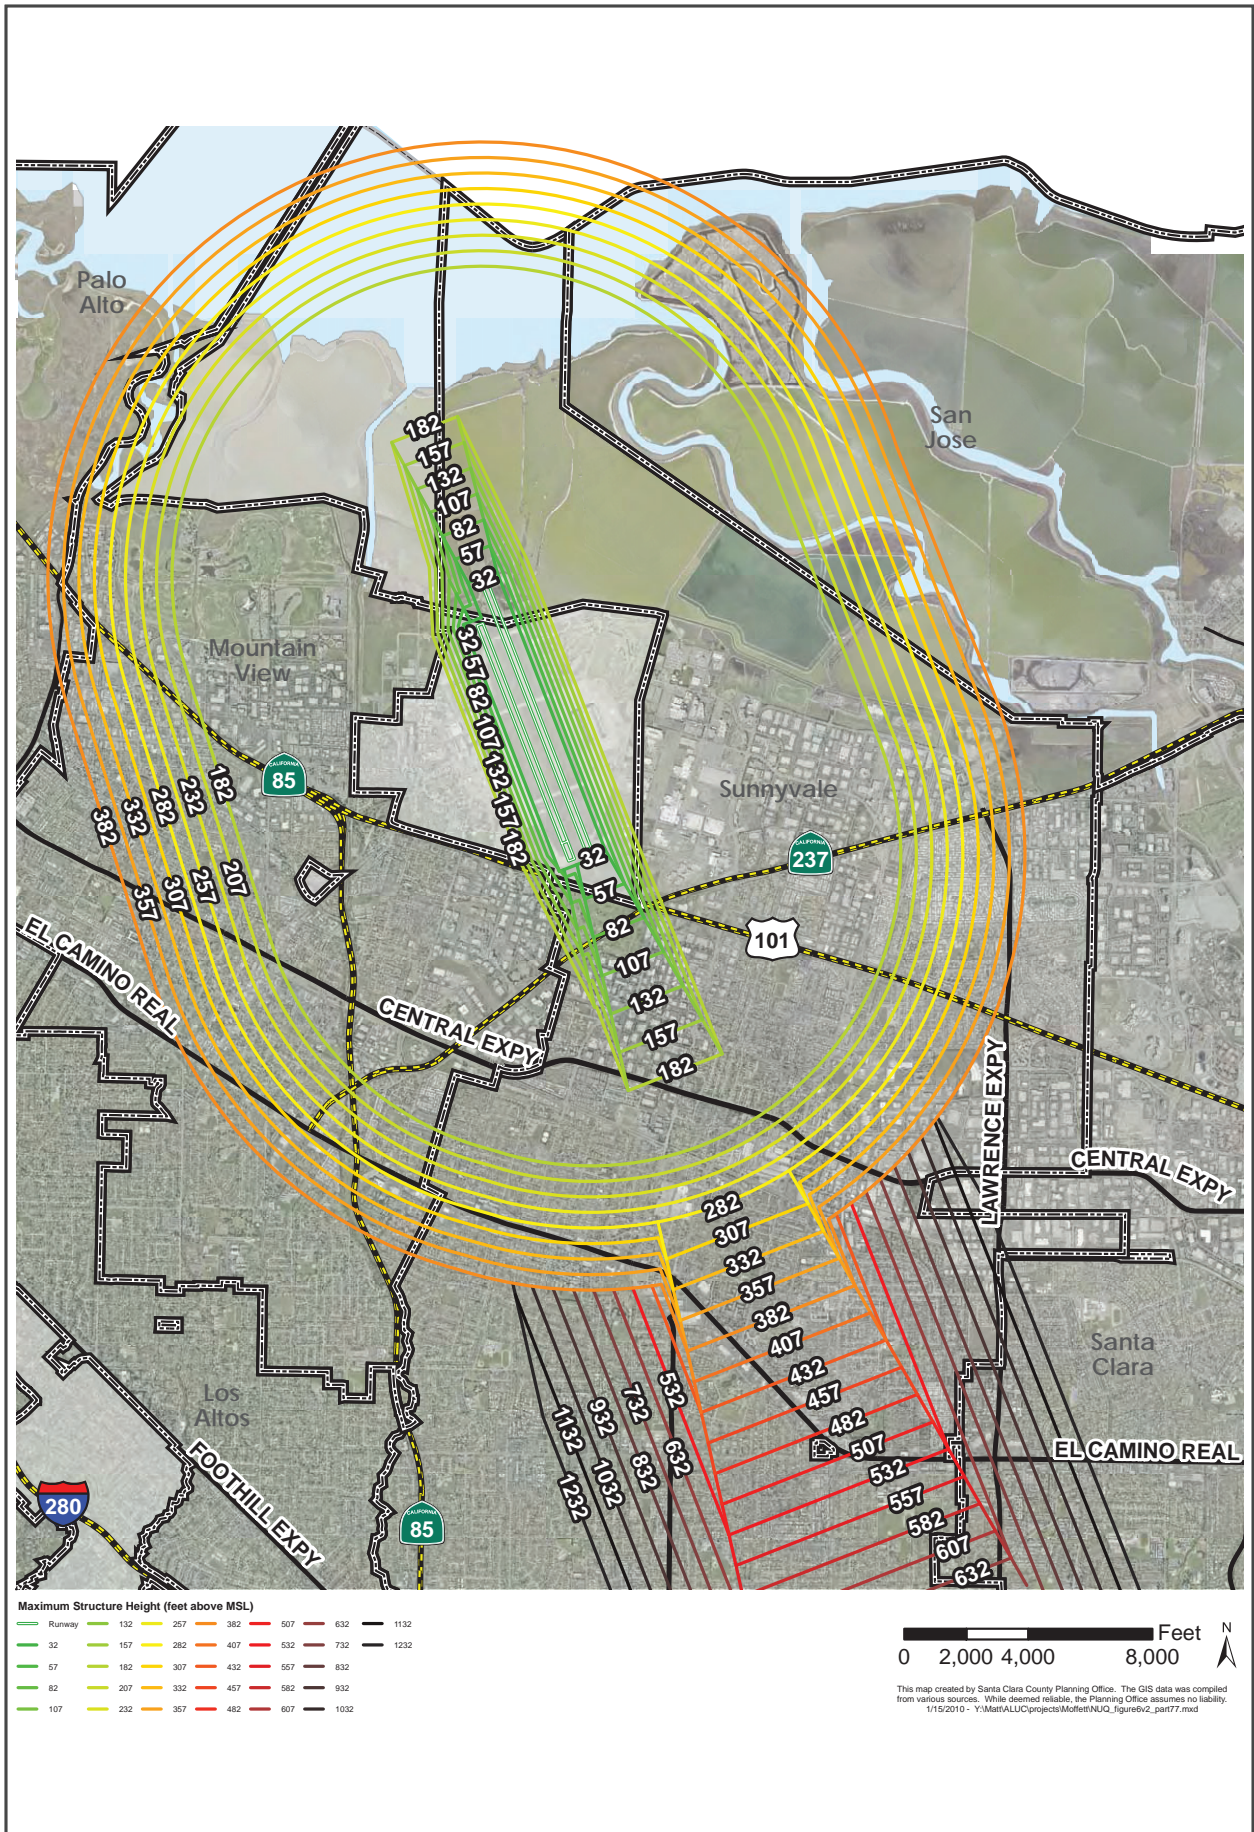 Palo
Alto
San
Jose
182
157
132
107
82
57
32
Mountain
View
32
57
82
107
132
157
182
CALIFORNIA
85
Sunnyvale
CALIFORNIA
237
101
182
232
282
332
382
207
257
307
357
32
57
82
107
132
157
182
EL CAMINO REAL
CENTRAL EXPY
LAWRENCE EXPY
CENTRAL EXPY
282
307
332
357
382
407
432
457
482
507
532
557
582
607
632
532
632
732
832
932
1032
1132
1232
Santa
Clara
Los
Altos
EL CAMINO REAL
FOOTHILL EXPY
280
CALIFORNIA
85
Maximum Structure Height (feet above MSL)
Runway 132 257 382 507 632 1132
32 157 282 407 532 732 1232
57 182 307 432 557 832
82 207 332 457 582 932
107 232 357 482 607 1032
Feet
0 2,000 4,000 8,000
N
This map created by Santa Clara County Planning Office. The GIS data was compiled
from various sources. While deemed reliable, the Planning Office assumes no liability.
1/15/2010 - Y:\Matt\ALUC\projects\Moffett\NUQ_figure6v2_part77.mxd